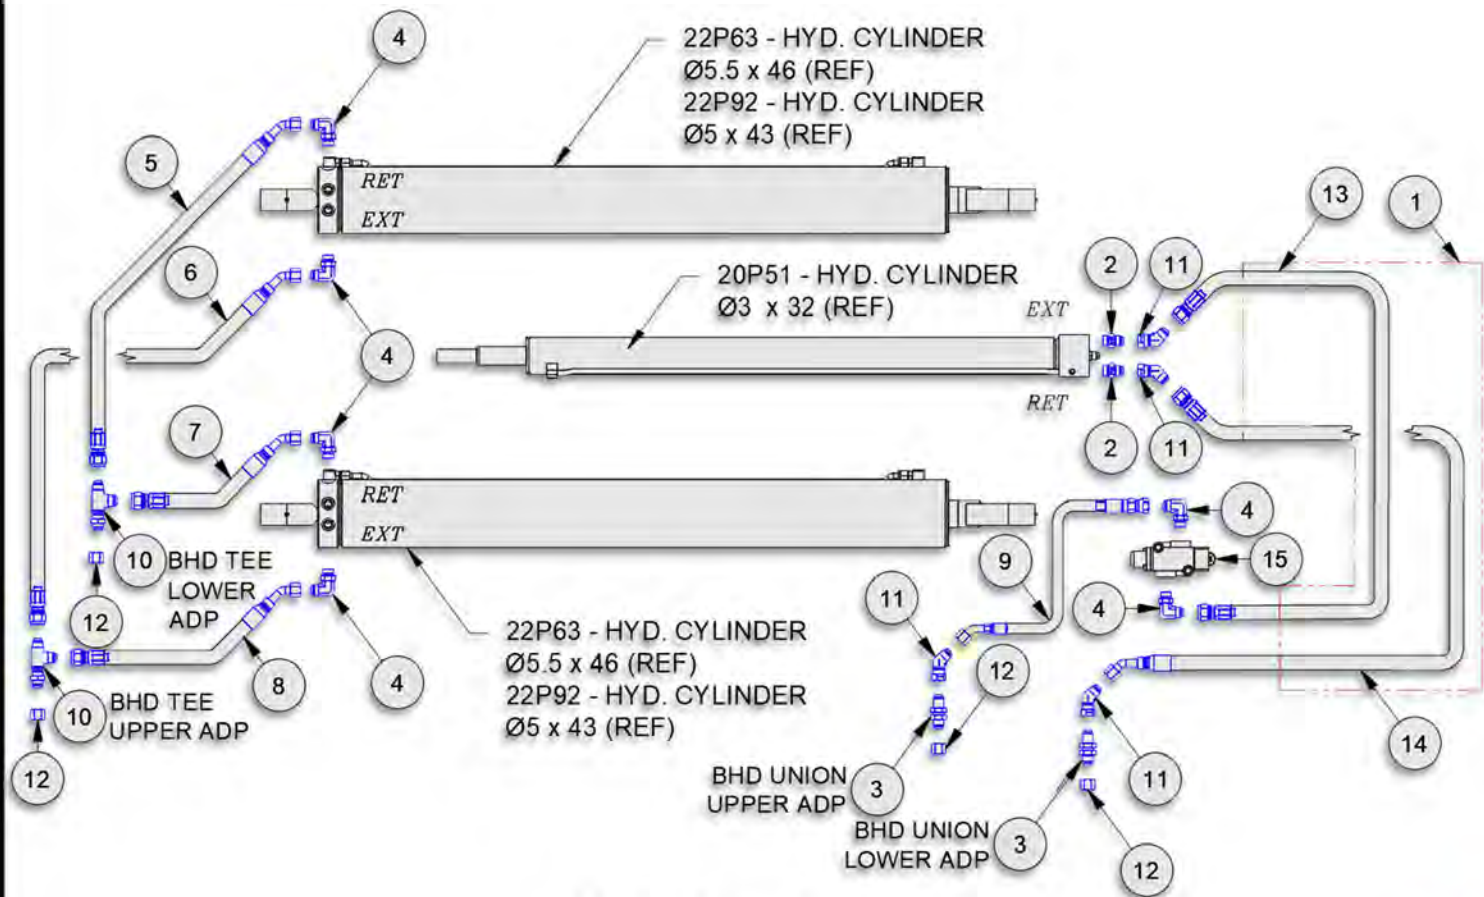 4
22P63 - HYD. CYLINDER
Ø5.5 x 46 (REF)
22P92 - HYD. CYLINDER
Ø5 x 43 (REF)
5
RET
EXT
13
1
6
20P51 - HYD. CYLINDER
Ø3 x 32 (REF)
2
11
EXT
4
RET
7
2
11
RET
EXT
4
10
BHD TEE
LOWER
ADP
9
15
12
11
4
22P63 - HYD. CYLINDER
Ø5.5 x 46 (REF)
22P92 - HYD. CYLINDER
Ø5 x 43 (REF)
12
8
4
10
BHD TEE
UPPER ADP
12
14
BHD UNION
UPPER ADP
3
11
BHD UNION
LOWER ADP
3
12